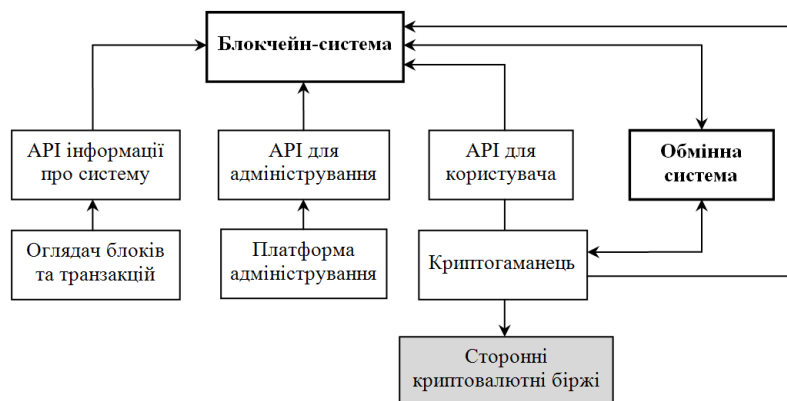 Блокчейн-система
API інформації
про систему
API для
адміністрування
API для
користувача
Обмінна
система
Оглядач блоків
та транзакцій
Платформа
адміністрування
Криптогаманець
Сторонні
криптовалютні біржі